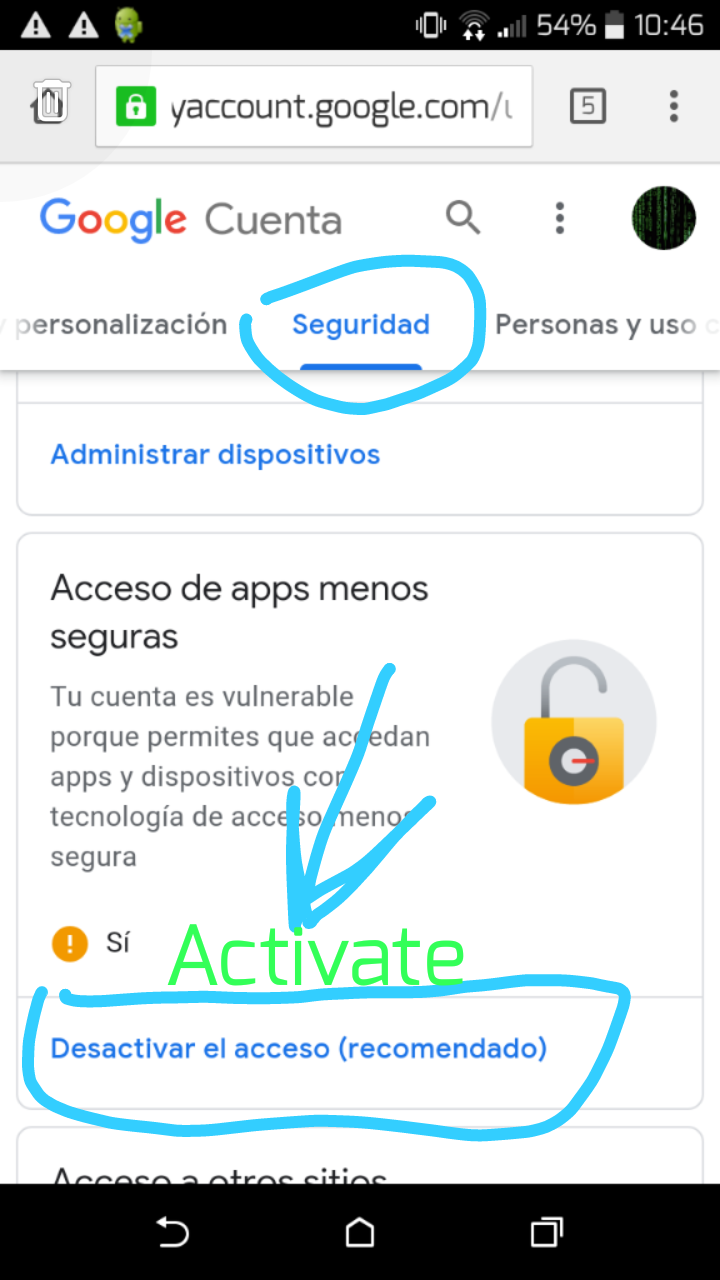 54% 10:46
yaccount.google.com/u 5
Google Cuenta
y personalización Seguridad Personas y uso c
Administrar dispositivos
Acceso de apps menos
seguras
Tu cuenta es vulnerable
porque permites que accedan
apps y dispositivos con
tecnología de acceso menos
segura
Sí
Activate
Desactivar el acceso (recomendado)
Acceso a otros sitios